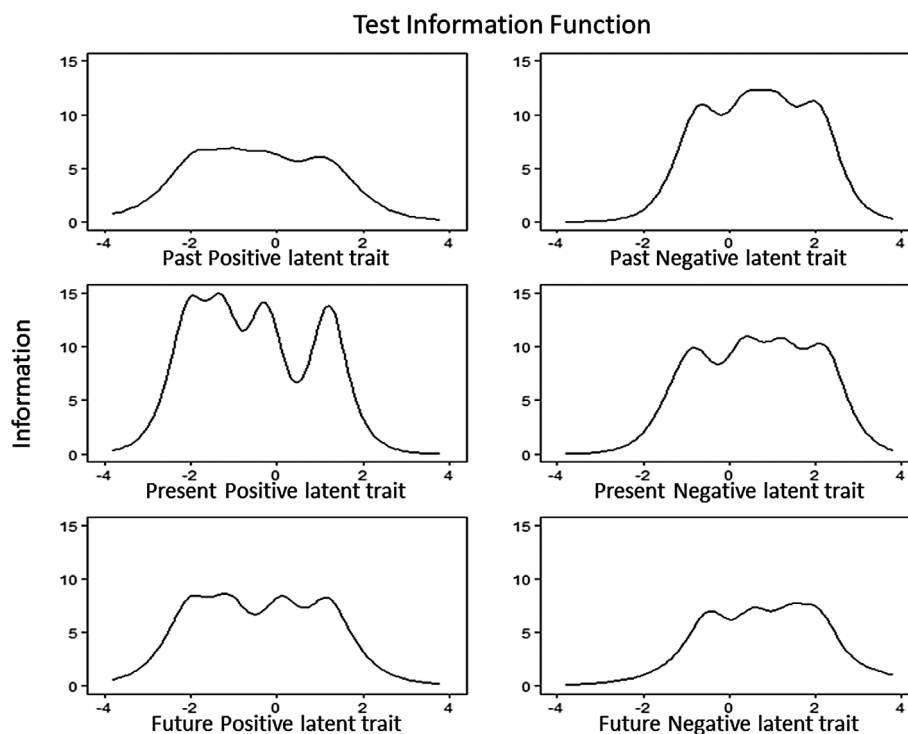 Test Information Function
15
10
5
0
-4 -2 0 2 4
Past Positive latent trait
15
10
5
0
-4 -2 0 2 4
Past Negative latent trait
Information
15
10
5
0
-4 -2 0 2 4
Present Positive latent trait
15
10
5
0
-4 -2 0 2 4
Present Negative latent trait
15
10
5
0
-4 -2 0 2 4
Future Positive latent trait
15
10
5
0
-4 -2 0 2 4
Future Negative latent trait